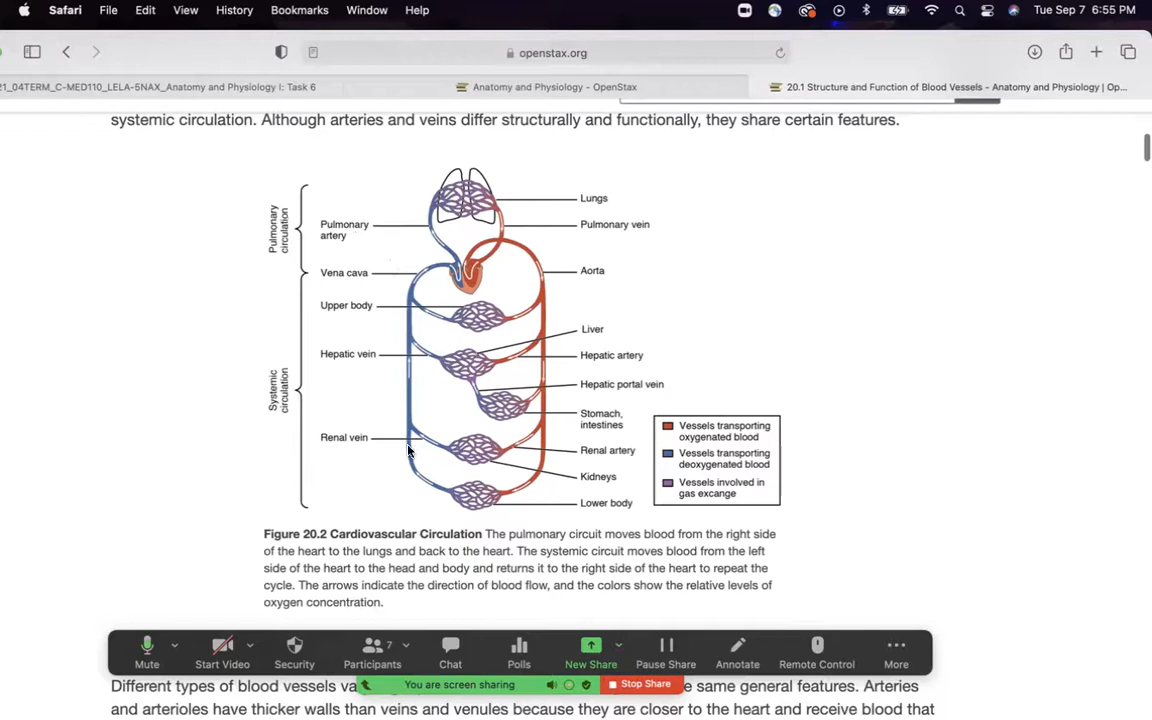 Safari File Edit View History Bookmarks Window Help Tue Sep 7 6:55 PM
openstax.org
21_04TERM_C-MED110_LELA-5NAX_Anatomy and Physiology I: Task 6
Anatomy and Physiology - OpenStax
20.1 Structure and Function of Blood Vessels - Anatomy and Physiology | Op...
systemic circulation. Although arteries and veins differ structurally and functionally, they share certain features.
Pulmonary
circulation
Systemic
circulation
Pulmonary
artery
Vena cava
Upper body
Hepatic vein
Renal vein
Lungs
Pulmonary vein
Aorta
Liver
Hepatic artery
Hepatic portal vein
Stomach,
intestines
Renal artery
Kidneys
Lower body
Vessels transporting
oxygenated blood
Vessels transporting
deoxygenated blood
Vessels involved in
gas excange
Figure 20.2 Cardiovascular Circulation The pulmonary circuit moves blood from the right side
of the heart to the lungs and back to the heart. The systemic circuit moves blood from the left
side of the heart to the head and body and returns it to the right side of the heart to repeat the
cycle. The arrows indicate the direction of blood flow, and the colors show the relative levels of
oxygen concentration.
7
Mute Start Video Security Participants Chat Polls New Share Pause Share Annotate Remote Control More
You are screen sharing Stop Share
Different types of blood vessels va e same general features. Arteries
and arterioles have thicker walls than veins and venules because they are closer to the heart and receive blood that